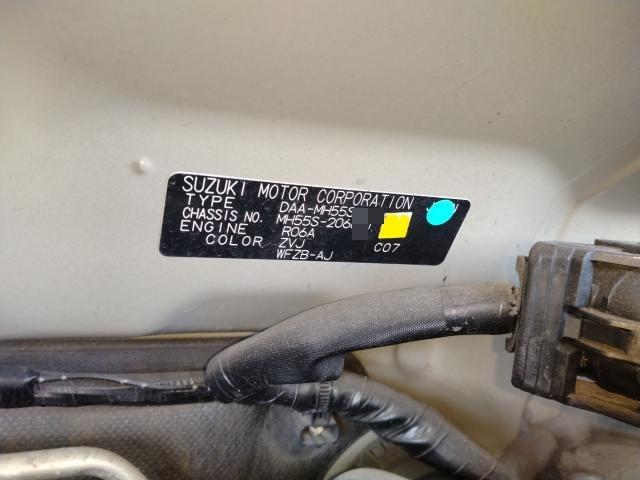 SUZUKI MOTOR CORPORATION
TYPE DAA-MH55S
CHASSIS NO. MH55S-206
ENGINE R06A
COLOR ZVJ C07
WFZB-AJ